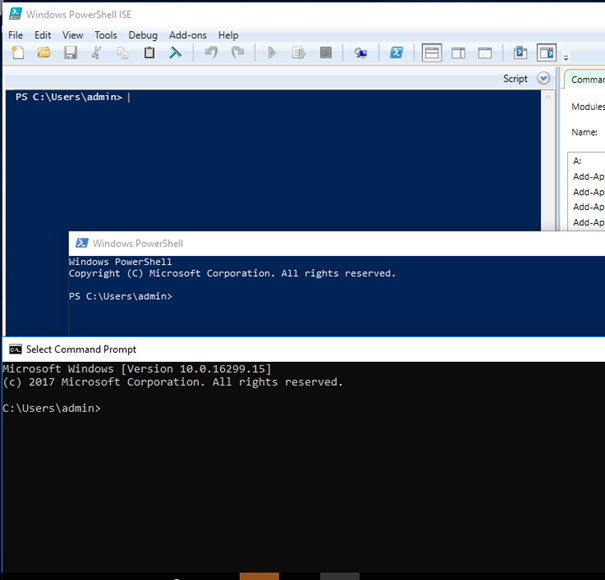 Windows PowerShell ISE
File Edit View Tools Debug Add-ons Help
Script
Comman
PS C:\Users\admin>
Modules
Name:
A:
Add-Ap
Add-Ap
Add-Ap
Add-Ap
Windows PowerShell
Windows PowerShell
Copyright (C) Microsoft Corporation. All rights reserved.
PS C:\Users\admin>
Select Command Prompt
Microsoft Windows [Version 10.0.16299.15]
(c) 2017 Microsoft Corporation. All rights reserved.
C:\Users\admin>